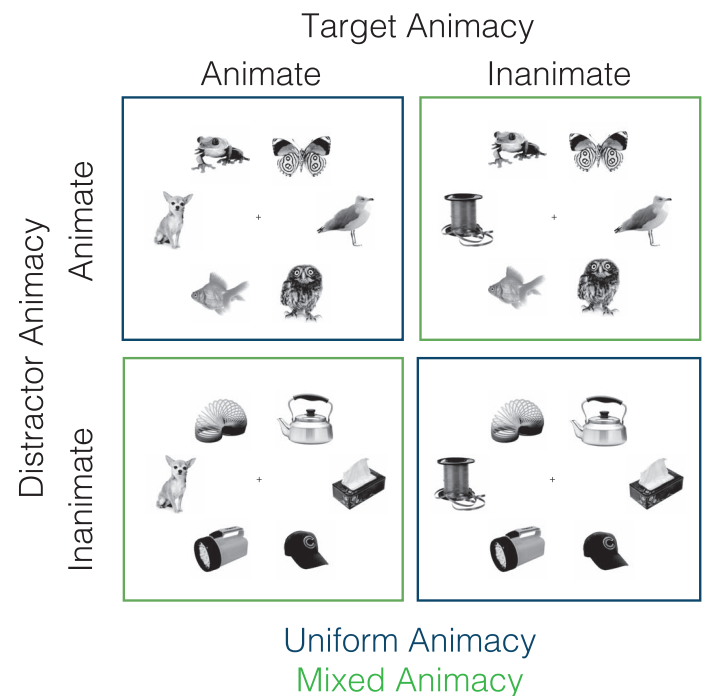 Target Animacy
Animate Inanimate
Distractor Animacy
Animate
Inanimate
C
Uniform Animacy
Mixed Animacy